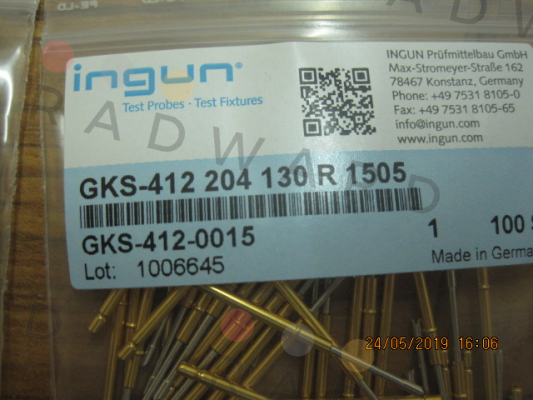 ingun
Test Probes · Test Fixtures
INGUN Prüfmittelbau GmbH
Max-Stromeyer-Straße 162
78467 Konstanz, Germany
Phone: +49 7531 8105-0
Fax: +49 7531 8105-65
info@ingun.com
www.ingun.com
RADWARD
GKS-412 204 130 R 1505
GKS-412-0015
1 100
Made in Germa
Lot: 1006645
24/05/2019 16:06